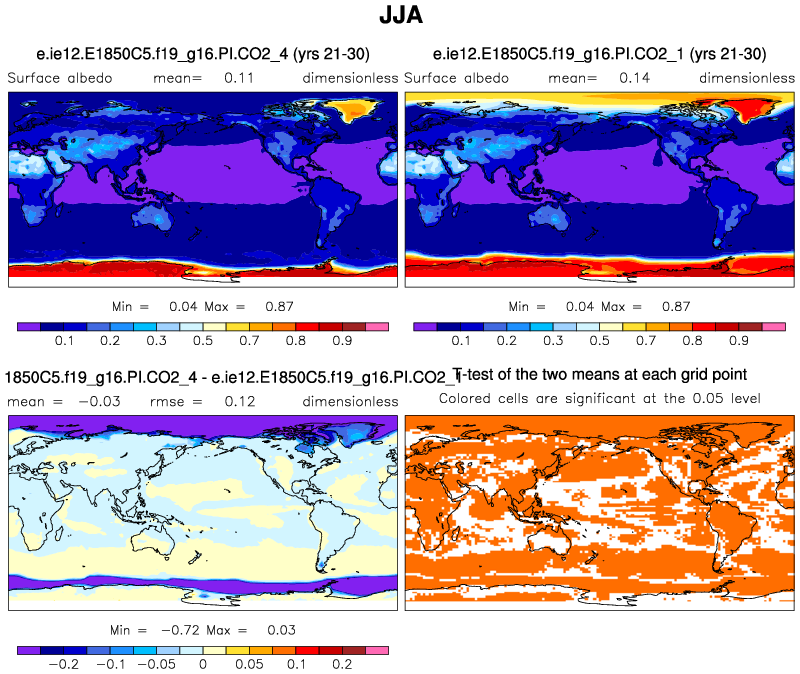 JJA
e.ie12.E1850C5.f19_g16.PI.CO2_4 (yrs 21-30)
Surface albedo mean= 0.11 dimensionless
Min = 0.04 Max = 0.87
0.1 0.2 0.3 0.4 0.5 0.7 0.8 0.9
e.ie12.E1850C5.f19_g16.PI.CO2_1 (yrs 21-30)
Surface albedo mean= 0.14 dimensionless
Min = 0.04 Max = 0.87
0.1 0.2 0.3 0.4 0.5 0.7 0.8 0.9
1850C5.f19_g16.PI.CO2_4 - e.ie12.E1850C5.f19_g16.PI.CO2_1
mean = −0.03 rmse = 0.12 dimensionless
Min = −0.72 Max = 0.03
−0.2 −0.1 −0.05 0 0.05 0.1 0.2
T-test of the two means at each grid point
Colored cells are significant at the 0.05 level